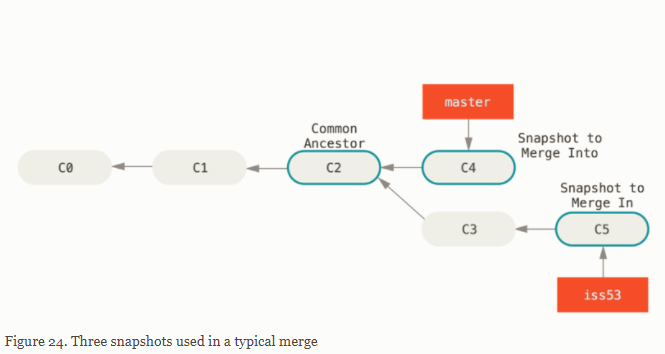 master
Common
Ancestor
Snapshot to
Merge Into
C0
C1
C2
C4
Snapshot to
Merge In
C3
C5
iss53
Figure 24. Three snapshots used in a typical merge